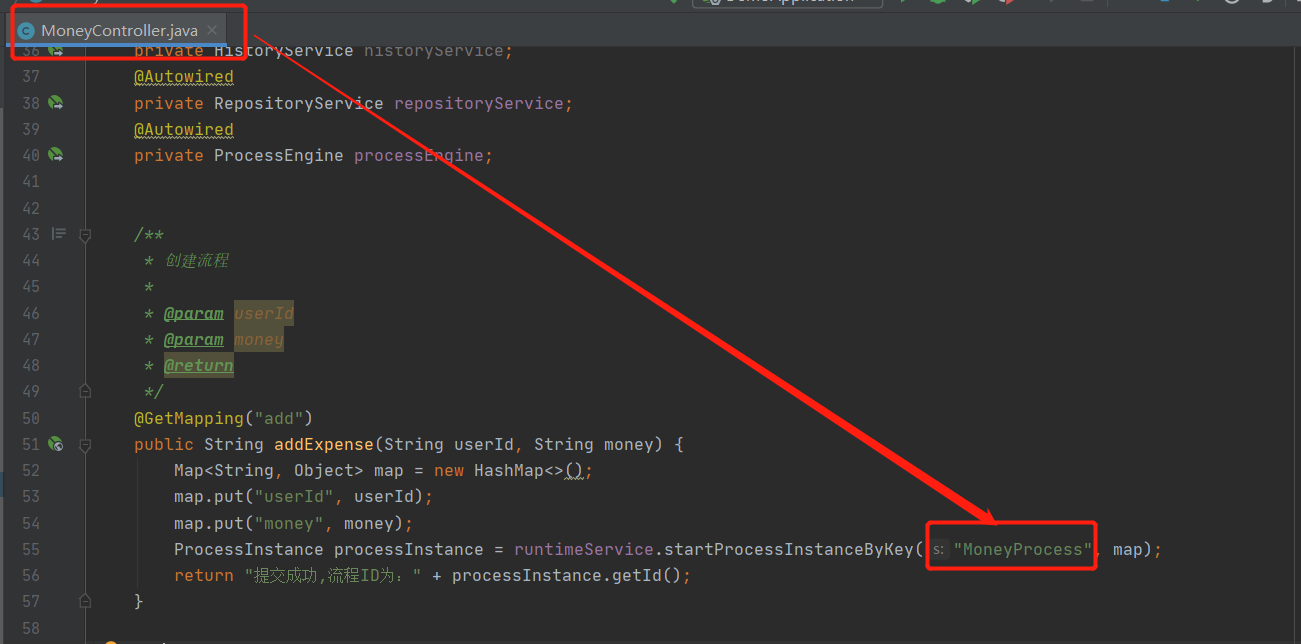 MoneyController.java
36 private HistoryService historyService;
37 @Autowired
38 private RepositoryService repositoryService;
39 @Autowired
40 private ProcessEngine processEngine;
41
42
43 /**
44 * 创建流程
45 *
46 * @param userId
47 * @param money
48 * @return
49 */
50 @GetMapping("add")
51 public String addExpense(String userId, String money) {
52 Map<String, Object> map = new HashMap<>();
53 map.put("userId", userId);
54 map.put("money", money);
55 ProcessInstance processInstance = runtimeService.startProcessInstanceByKey( s: "MoneyProcess", map);
56 return "提交成功,流程ID为：" + processInstance.getId();
57 }
58